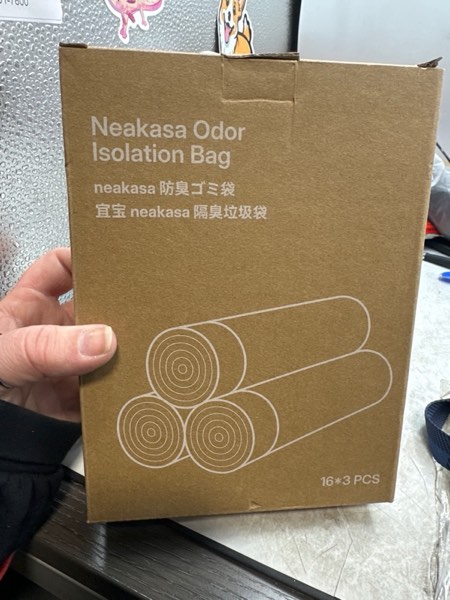 Neakasa Odor
Isolation Bag
neakasa 防臭ゴミ袋
宜宝 neakasa 隔臭垃圾袋
16*3 PCS